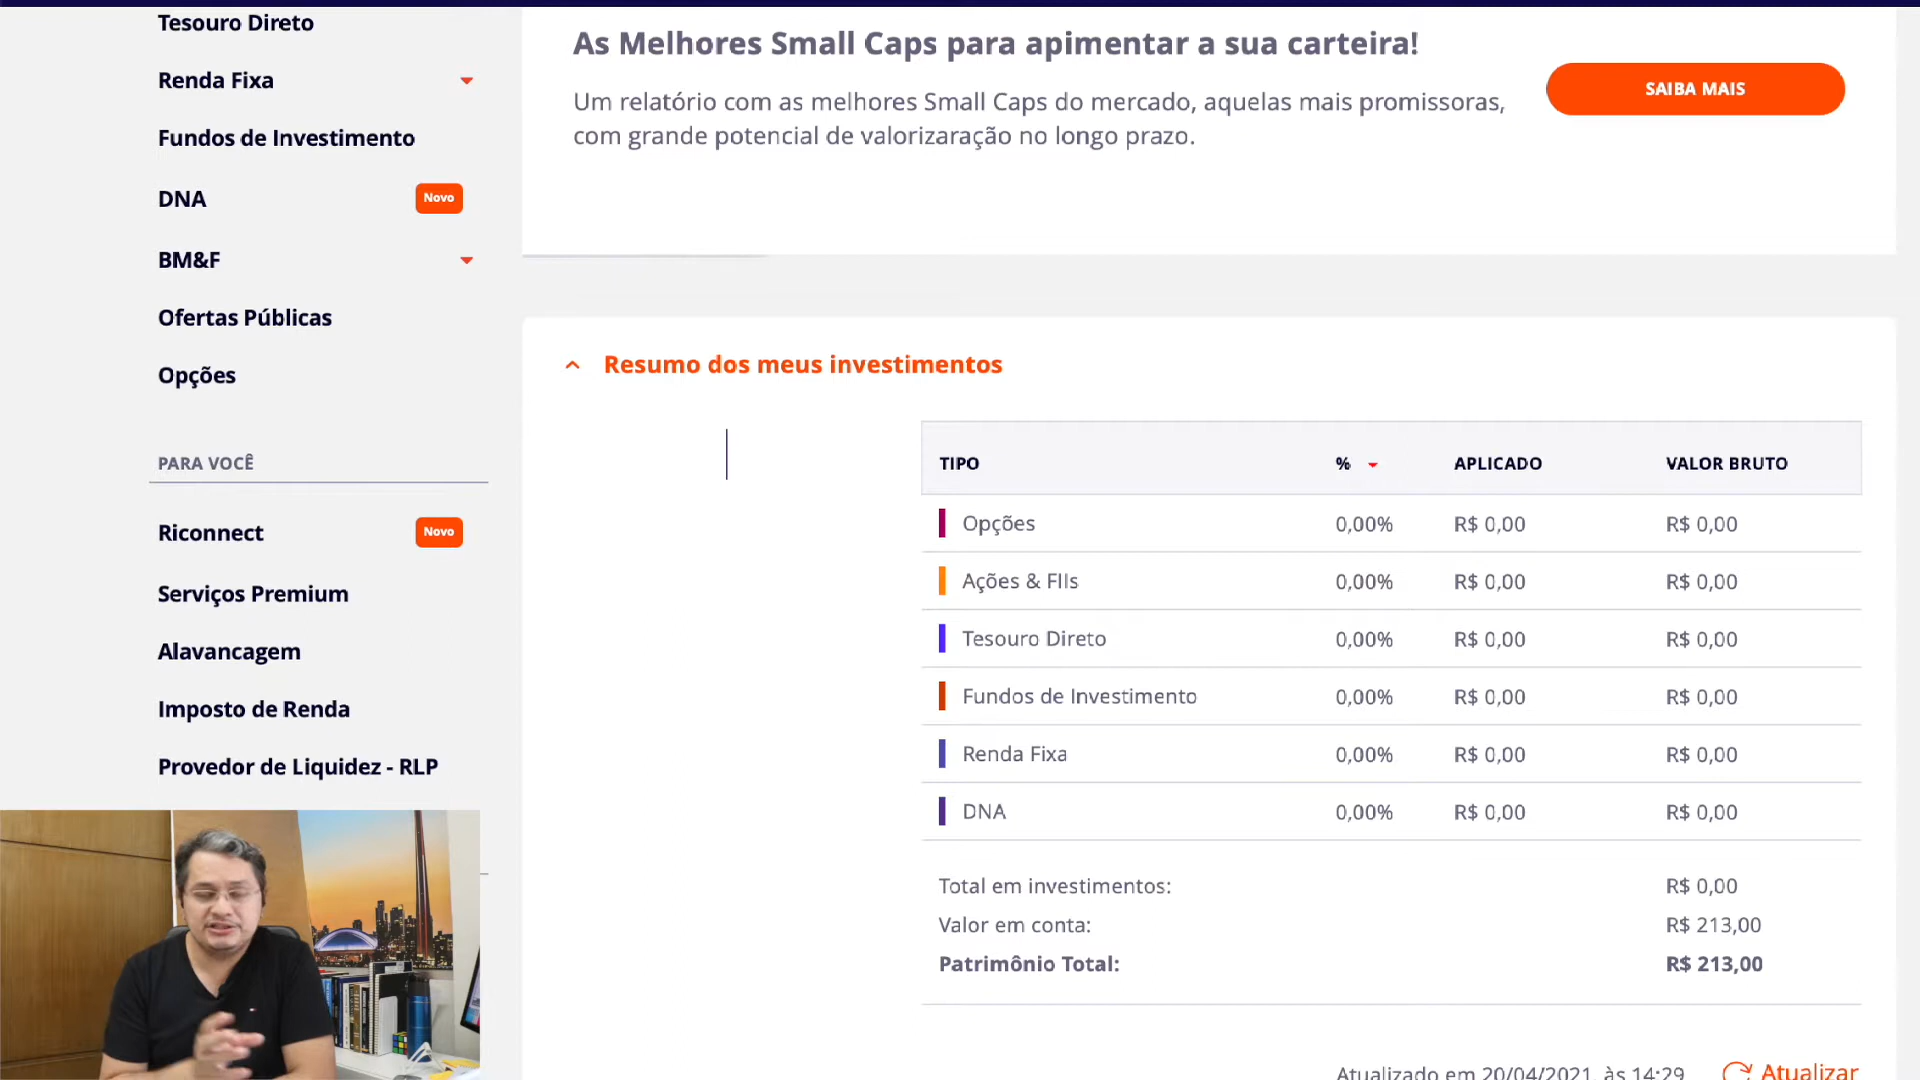 Tesouro Direto
Renda Fixa
Fundos de Investimento
DNA Novo
BM&F
Ofertas Públicas
Opções
PARA VOCÊ
Riconnect Novo
Serviços Premium
Alavancagem
Imposto de Renda
Provedor de Liquidez - RLP
As Melhores Small Caps para apimentar a sua carteira!
Um relatório com as melhores Small Caps do mercado, aquelas mais promissoras,
com grande potencial de valorizaração no longo prazo.
SAIBA MAIS
Resumo dos meus investimentos
TIPO % APLICADO VALOR BRUTO
Opções 0,00% R$ 0,00 R$ 0,00
Ações & FIIs 0,00% R$ 0,00 R$ 0,00
Tesouro Direto 0,00% R$ 0,00 R$ 0,00
Fundos de Investimento 0,00% R$ 0,00 R$ 0,00
Renda Fixa 0,00% R$ 0,00 R$ 0,00
DNA 0,00% R$ 0,00 R$ 0,00
Total em investimentos: R$ 0,00
Valor em conta: R$ 213,00
Patrimônio Total: R$ 213,00
Atualizado em 20/04/2021, às 14:29 Atualizar